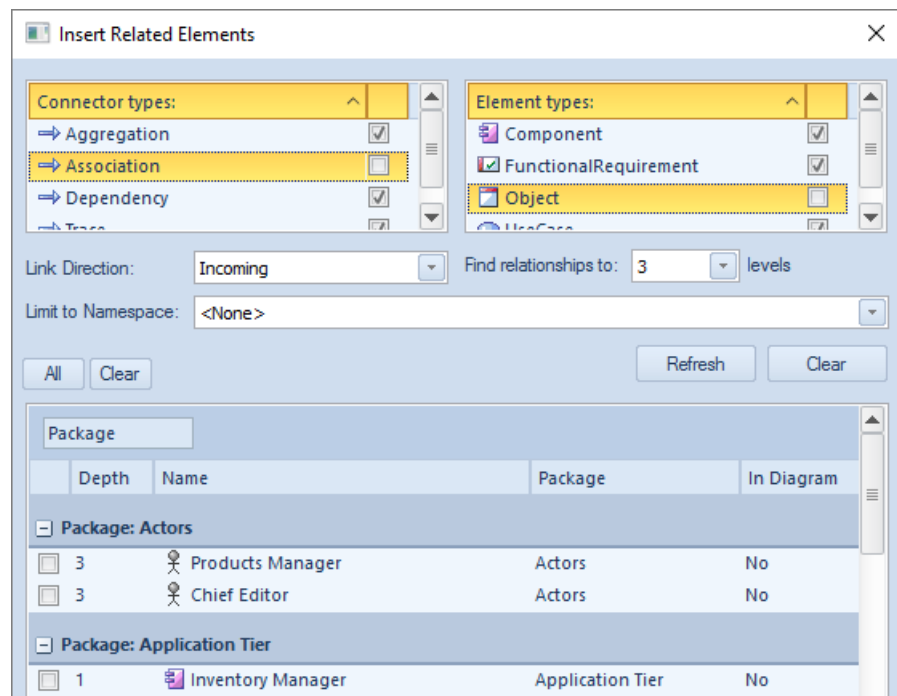 Insert Related Elements
Connector types:
Aggregation
Association
Dependency
Trace
Element types:
Component
FunctionalRequirement
Object
UseCase
Link Direction: Incoming
Find relationships to: 3 levels
Limit to Namespace: <None>
All Clear
Refresh Clear
Package
Depth Name Package In Diagram
Package: Actors
3 Products Manager Actors No
3 Chief Editor Actors No
Package: Application Tier
1 Inventory Manager Application Tier No